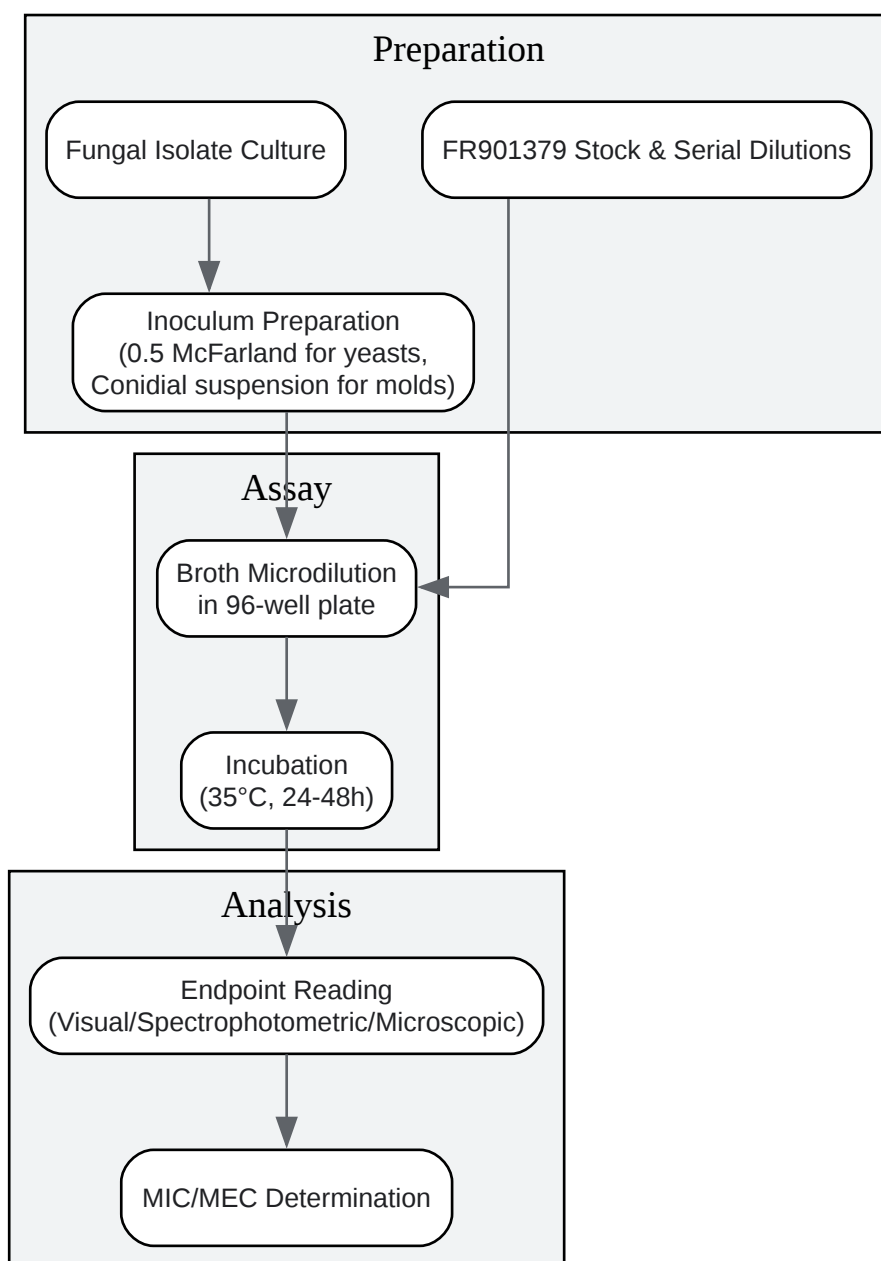 Preparation
Fungal Isolate Culture
FR901379 Stock & Serial Dilutions
Inoculum Preparation
(0.5 McFarland for yeasts,
Conidial suspension for molds)
Assay
Broth Microdilution
in 96-well plate
Incubation
(35°C, 24-48h)
Analysis
Endpoint Reading
(Visual/Spectrophotometric/Microscopic)
MIC/MEC Determination